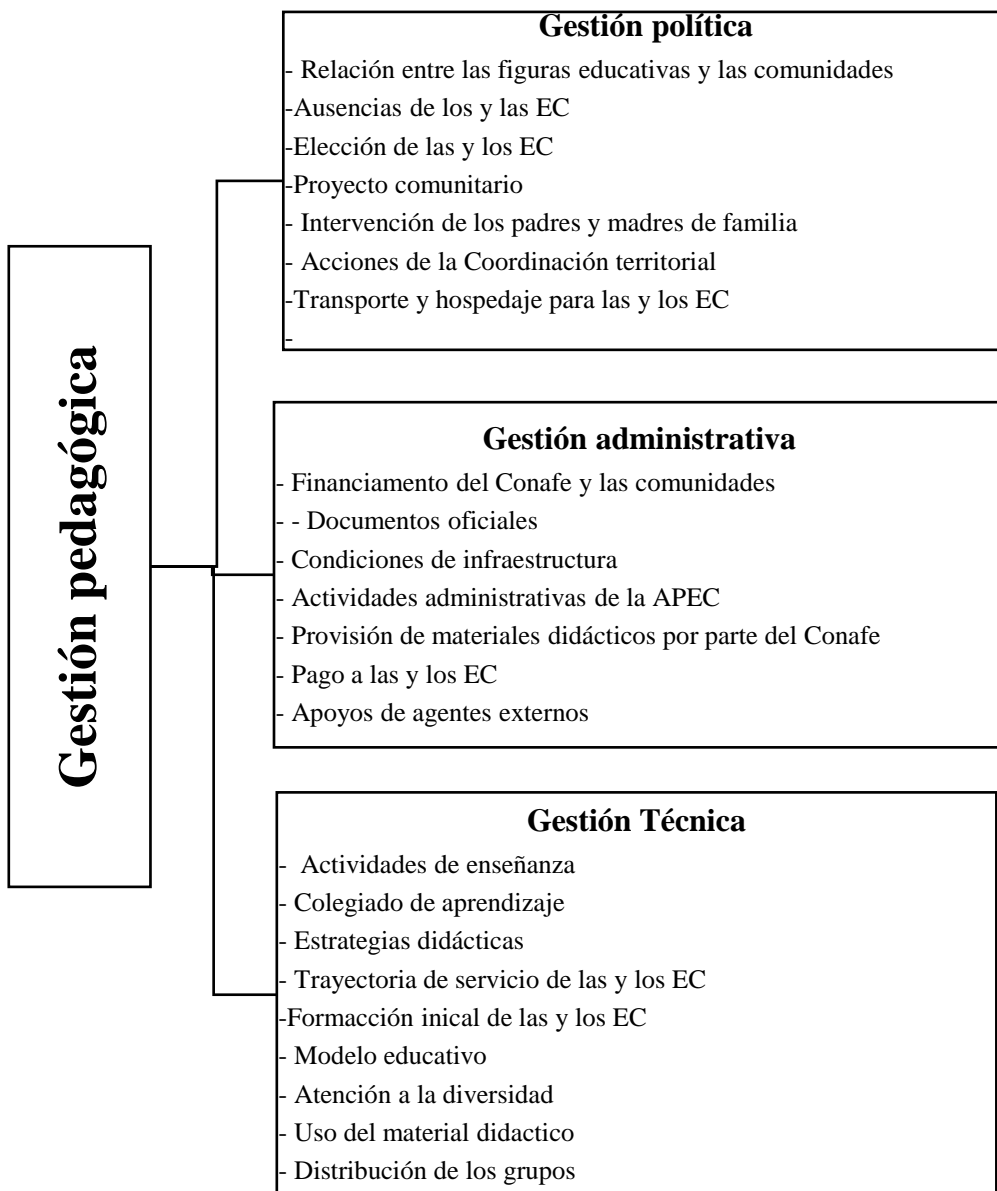 Gestión pedagógica
Gestión política
- Relación entre las figuras educativas y las comunidades
-Ausencias de los y las EC
-Elección de las y los EC
-Proyecto comunitario
- Intervención de los padres y madres de familia
- Acciones de la Coordinación territorial
-Transporte y hospedaje para las y los EC
-
Gestión administrativa
- Financiamento del Conafe y las comunidades
- - Documentos oficiales
- Condiciones de infraestructura
- Actividades administrativas de la APEC
- Provisión de materiales didácticos por parte del Conafe
- Pago a las y los EC
- Apoyos de agentes externos
Gestión Técnica
- Actividades de enseñanza
- Colegiado de aprendizaje
- Estrategias didácticas
- Trayectoria de servicio de las y los EC
-Formacción inical de las y los EC
- Modelo educativo
- Atención a la diversidad
- Uso del material didactico
- Distribución de los grupos